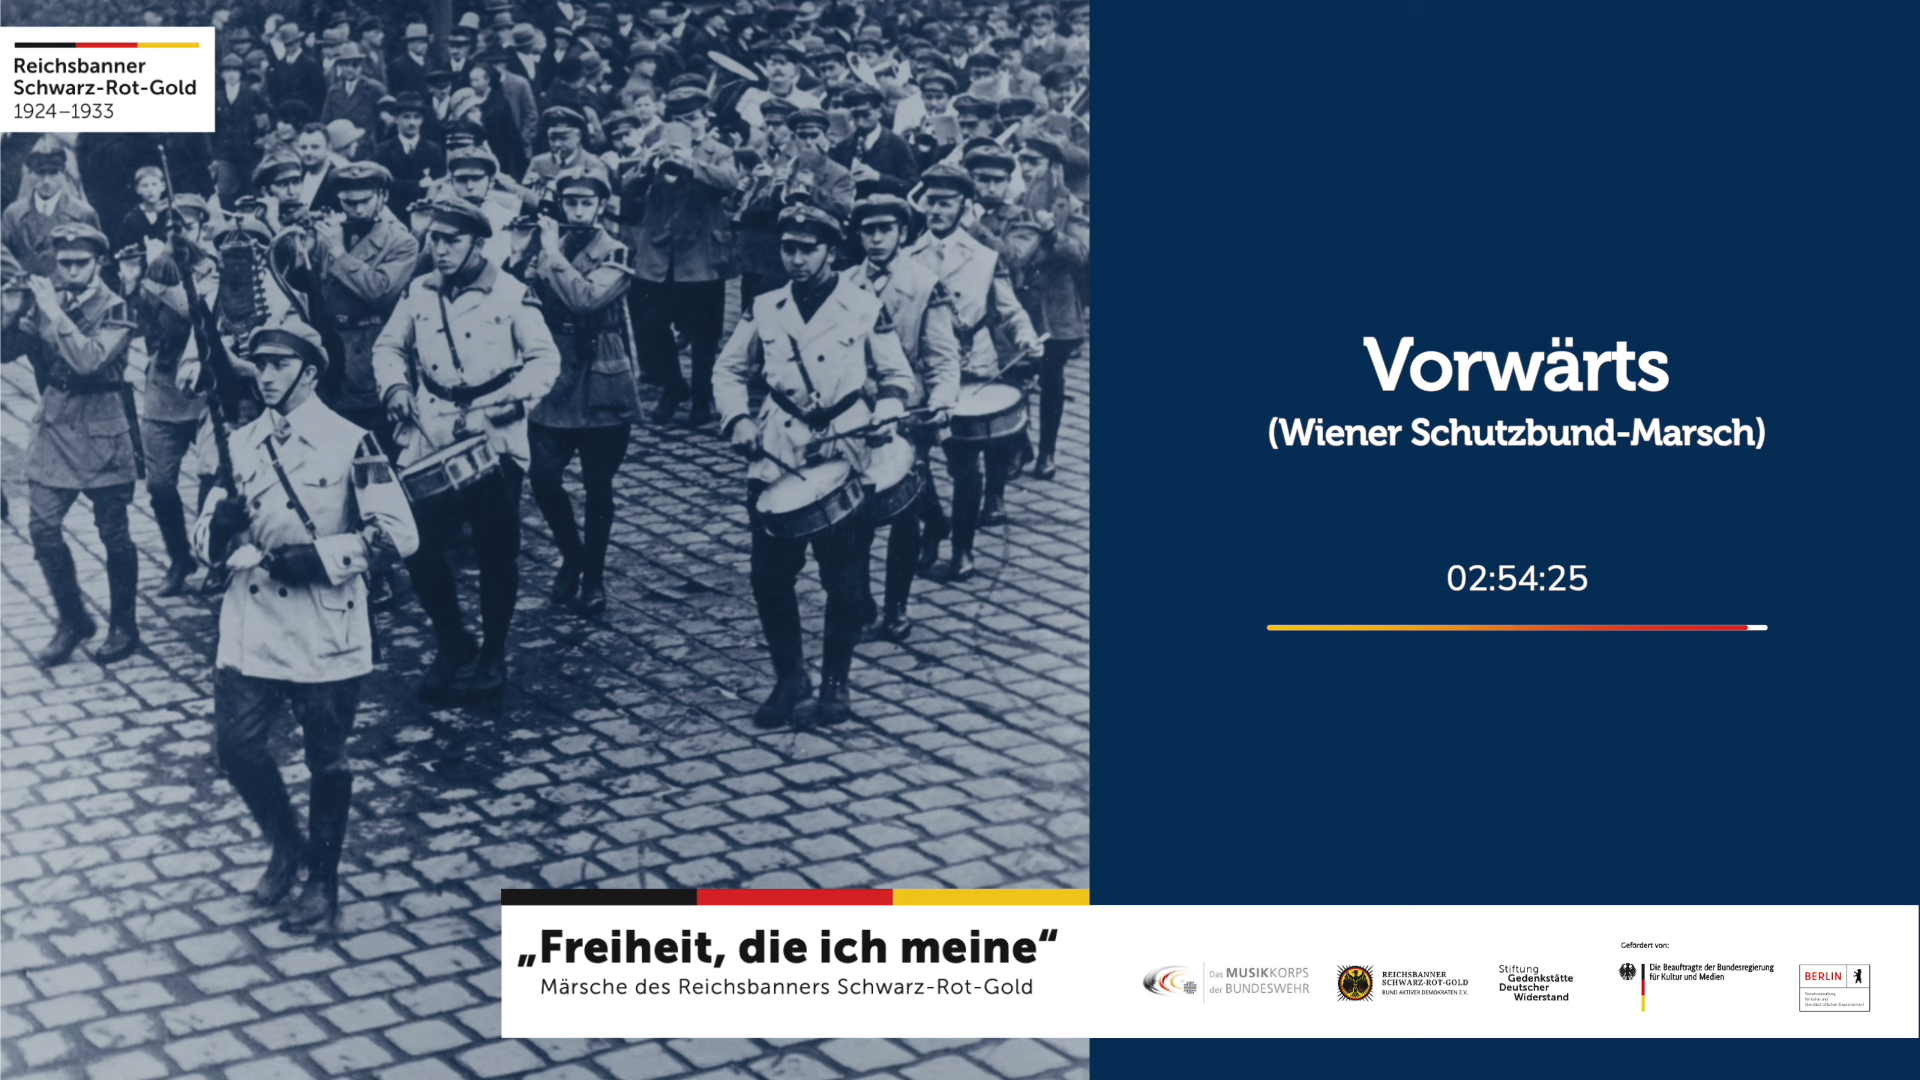 Reichsbanner
Schwarz-Rot-Gold
1924–1933
Vorwärts
(Wiener Schutzbund-Marsch)
02:54:25
„Freiheit, die ich meine“
Märsche des Reichsbanners Schwarz-Rot-Gold
Das MUSIKKORPS
der BUNDESWEHR
REICHSBANNER
SCHWARZ-ROT-GOLD
BUND AKTIVER DEMOKRATEN E.V.
Stiftung
Gedenkstätte
Deutscher
Widerstand
Gefördert von:
Die Beauftragte der Bundesregierung
für Kultur und Medien
BERLIN